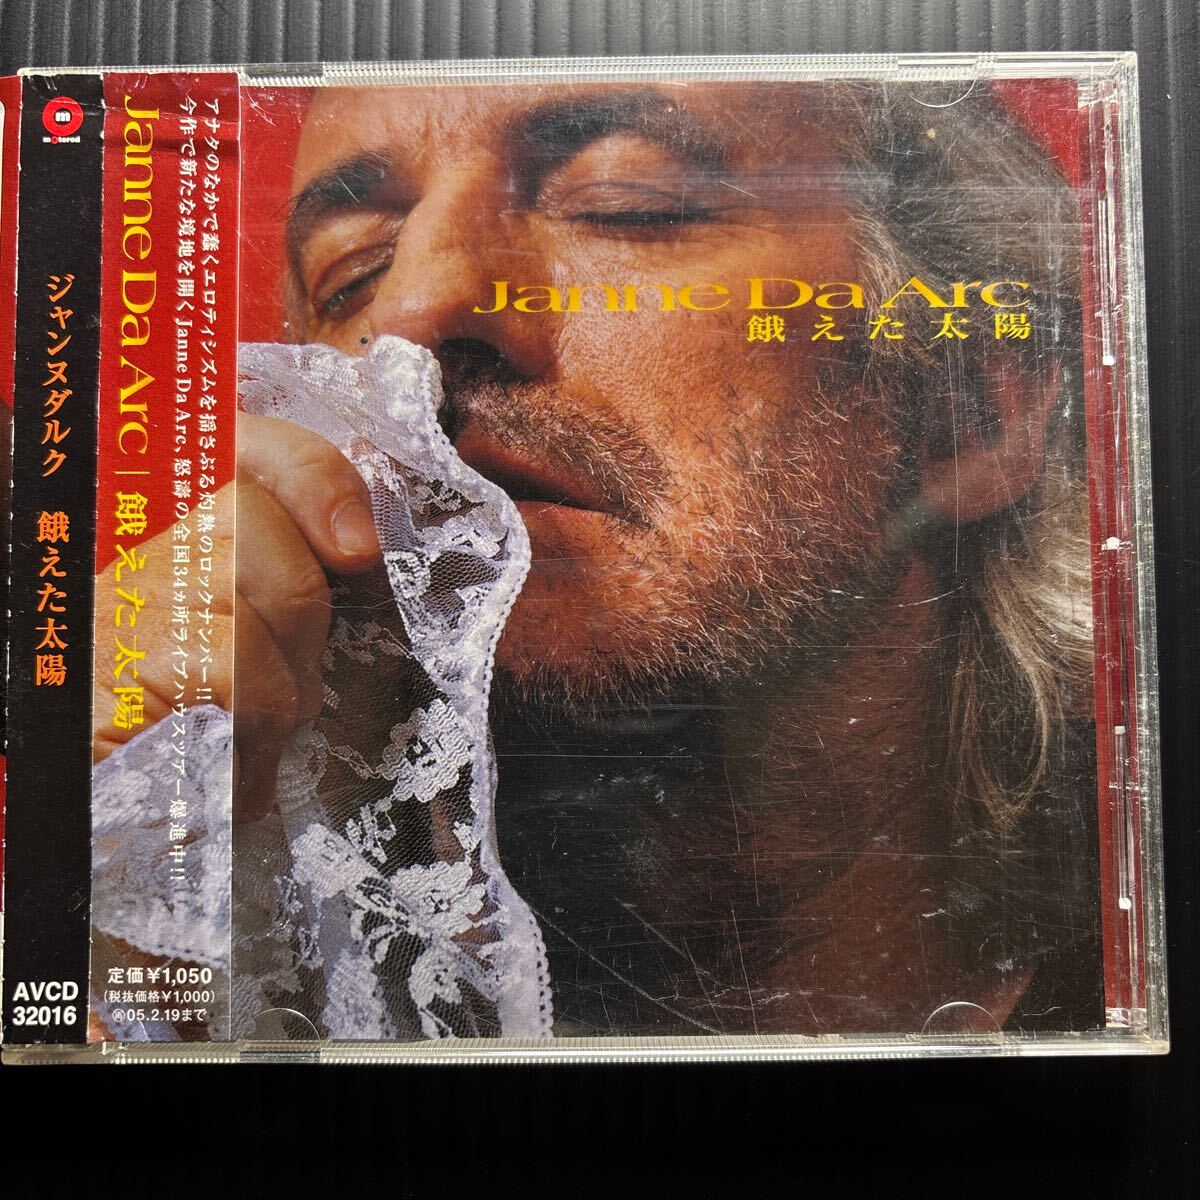 m
motorod
ジャンヌダルク 餓えた太陽
AVCD
32016
Janne Da Arc｜餓えた太陽
アナタのなかで蠢くエロティシズムを揺さぶる灼熱のロックナンバー!!
今作で新たな境地を開くJanne Da Arc、怒濤の全国34ヵ所ライブハウスツアー爆進中!!
定価¥1,050
(税抜価格¥1,000)
㊐05.2.19まで
Janne Da Arc
餓えた太陽